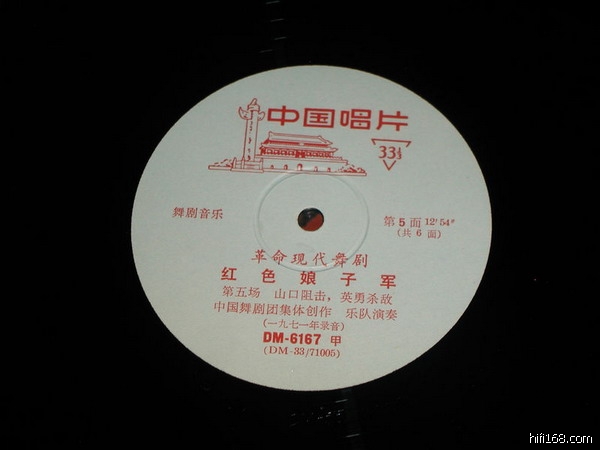 中国唱片
33⅓
舞剧音乐
第5面 12′54″
(共6面)
革命现代舞剧
红色娘子军
第五场 山口阻击,英勇杀敌
中国舞剧团集体创作 乐队演奏
(一九七一年录音)
DM-6167 甲
(DM-33/71005)
hifi168.com